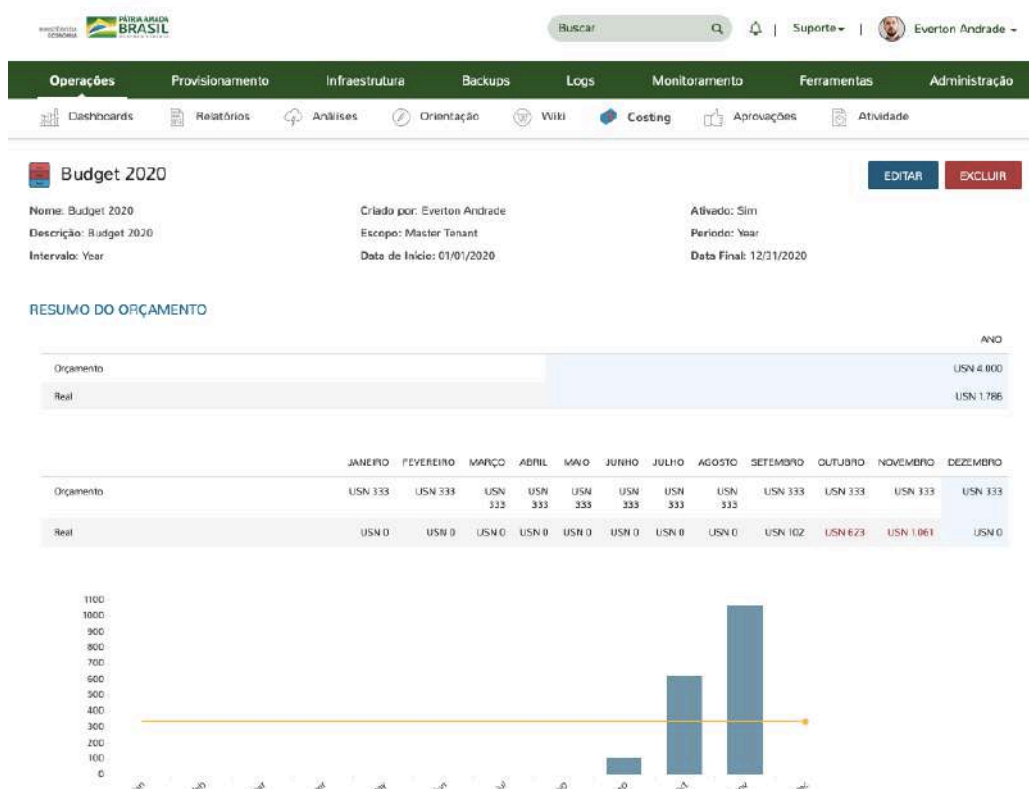 MINISTÉRIO DA ECONOMIA PÁTRIA AMADA BRASIL
Buscar | Suporte | Everton Andrade
Operações Provisionamento Infraestrutura Backups Logs Monitoramento Ferramentas Administração
Dashboards Relatórios Análises Orientação Wiki Costing Aprovações Atividade
Budget 2020 EDITAR EXCLUIR
Nome: Budget 2020 Criado por: Everton Andrade Ativado: Sim
Descrição: Budget 2020 Escopo: Master Tenant Periodo: Year
Intervalo: Year Data de Início: 01/01/2020 Data Final: 12/31/2020
RESUMO DO ORÇAMENTO
ANO
Orçamento USN 4.000
Real USN 1.786
JANEIRO FEVEREIRO MARÇO ABRIL MAIO JUNHO JULHO AGOSTO SETEMBRO OUTUBRO NOVEMBRO DEZEMBRO
Orçamento USN 333 USN 333 USN 333 USN 333 USN 333 USN 333 USN 333 USN 333 USN 333 USN 333 USN 333 USN 333
Real USN 0 USN 0 USN 0 USN 0 USN 0 USN 0 USN 0 USN 0 USN 102 USN 623 USN 1.061 USN 0
1100
1000
900
800
700
600
500
400
300
200
100
0